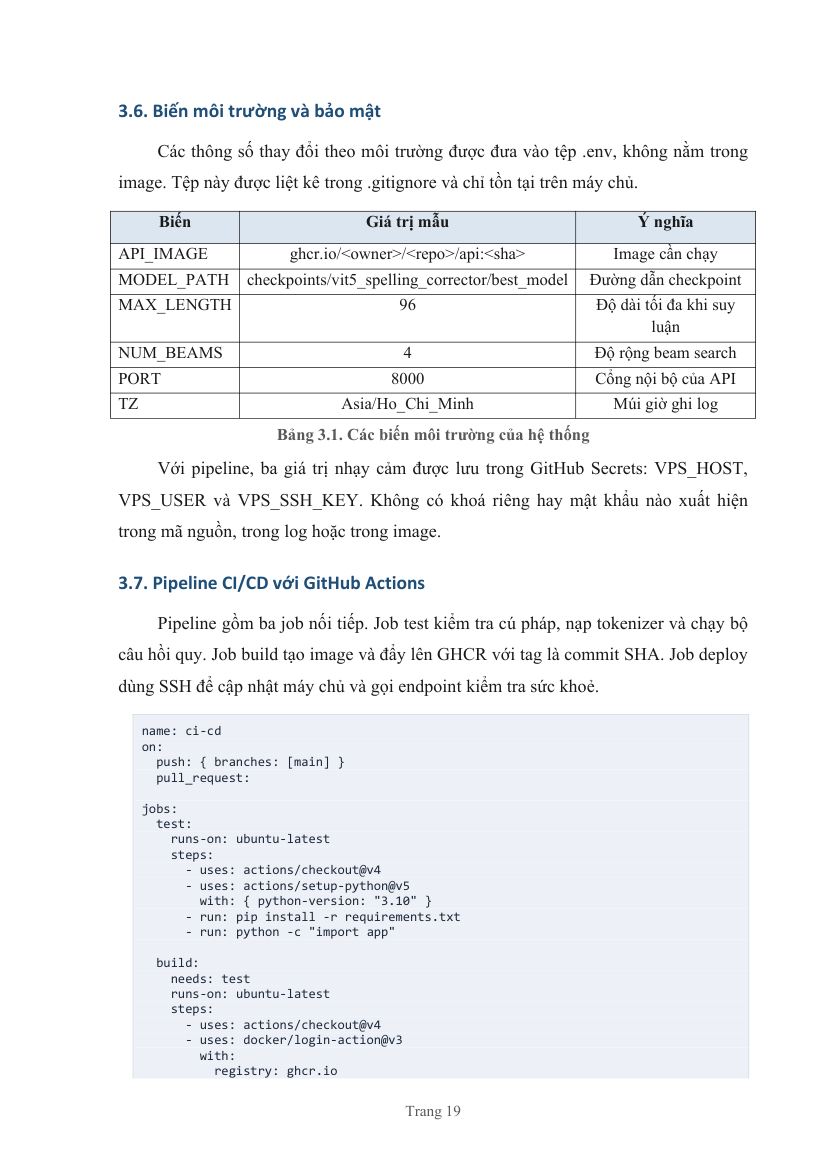 3.6. Biến môi trường và bảo mật
Các thông số thay đổi theo môi trường được đưa vào tệp .env, không nằm trong
image. Tệp này được liệt kê trong .gitignore và chỉ tồn tại trên máy chủ.
Biến Giá trị mẫu Ý nghĩa
API_IMAGE ghcr.io/<owner>/<repo>/api:<sha> Image cần chạy
MODEL_PATH checkpoints/vit5_spelling_corrector/best_model Đường dẫn checkpoint
MAX_LENGTH 96 Độ dài tối đa khi suy
luận
NUM_BEAMS 4 Độ rộng beam search
PORT 8000 Cổng nội bộ của API
TZ Asia/Ho_Chi_Minh Múi giờ ghi log
Bảng 3.1. Các biến môi trường của hệ thống
Với pipeline, ba giá trị nhạy cảm được lưu trong GitHub Secrets: VPS_HOST,
VPS_USER và VPS_SSH_KEY. Không có khoá riêng hay mật khẩu nào xuất hiện
trong mã nguồn, trong log hoặc trong image.
3.7. Pipeline CI/CD với GitHub Actions
Pipeline gồm ba job nối tiếp. Job test kiểm tra cú pháp, nạp tokenizer và chạy bộ
câu hồi quy. Job build tạo image và đẩy lên GHCR với tag là commit SHA. Job deploy
dùng SSH để cập nhật máy chủ và gọi endpoint kiểm tra sức khoẻ.
name: ci-cd
on:
  push: { branches: [main] }
  pull_request:
jobs:
  test:
    runs-on: ubuntu-latest
    steps:
      - uses: actions/checkout@v4
      - uses: actions/setup-python@v5
        with: { python-version: "3.10" }
      - run: pip install -r requirements.txt
      - run: python -c "import app"
  build:
    needs: test
    runs-on: ubuntu-latest
    steps:
      - uses: actions/checkout@v4
      - uses: docker/login-action@v3
        with:
          registry: ghcr.io
Trang 19